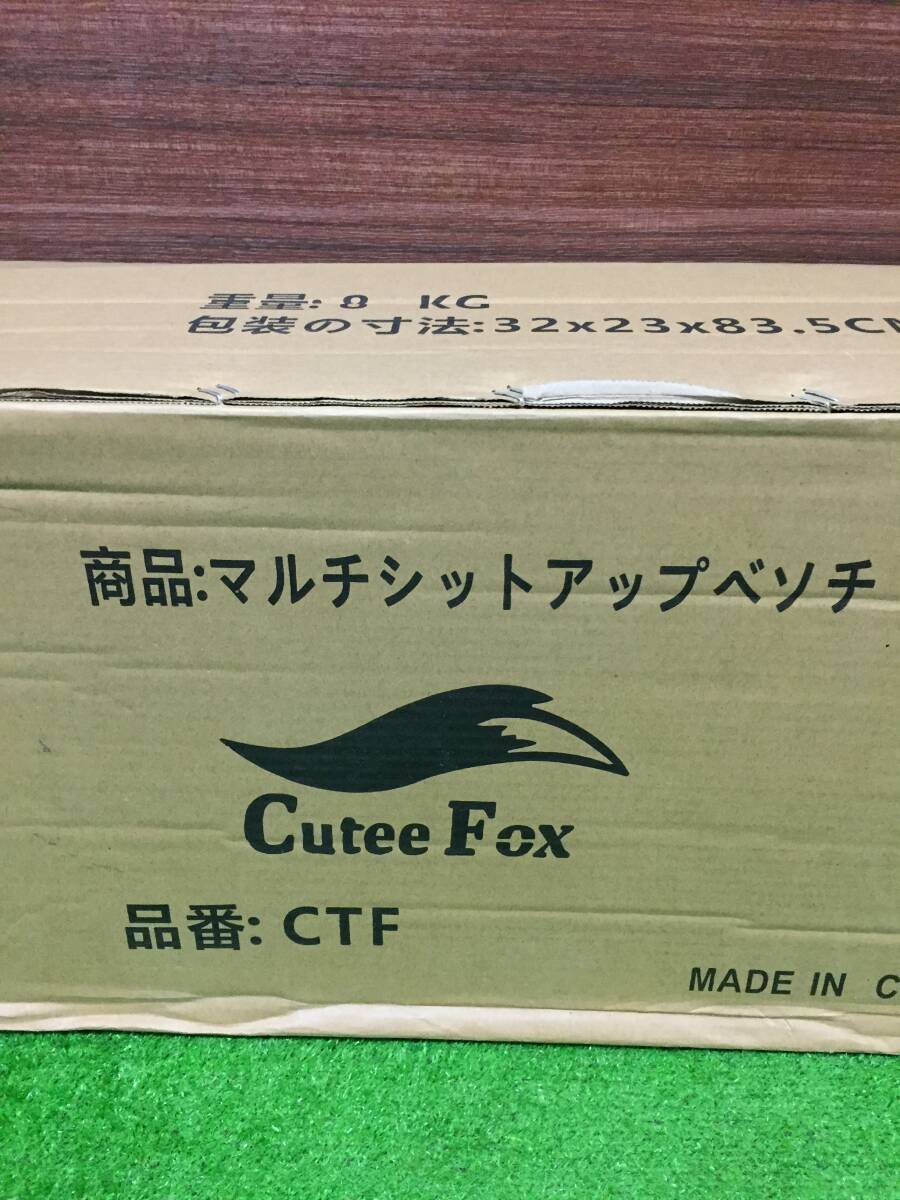 重量: 8 KG
包装の寸法:32x23x83.5CM
商品:マルチシットアップベソチ
Cutee Fox
品番: CTF
MADE IN C